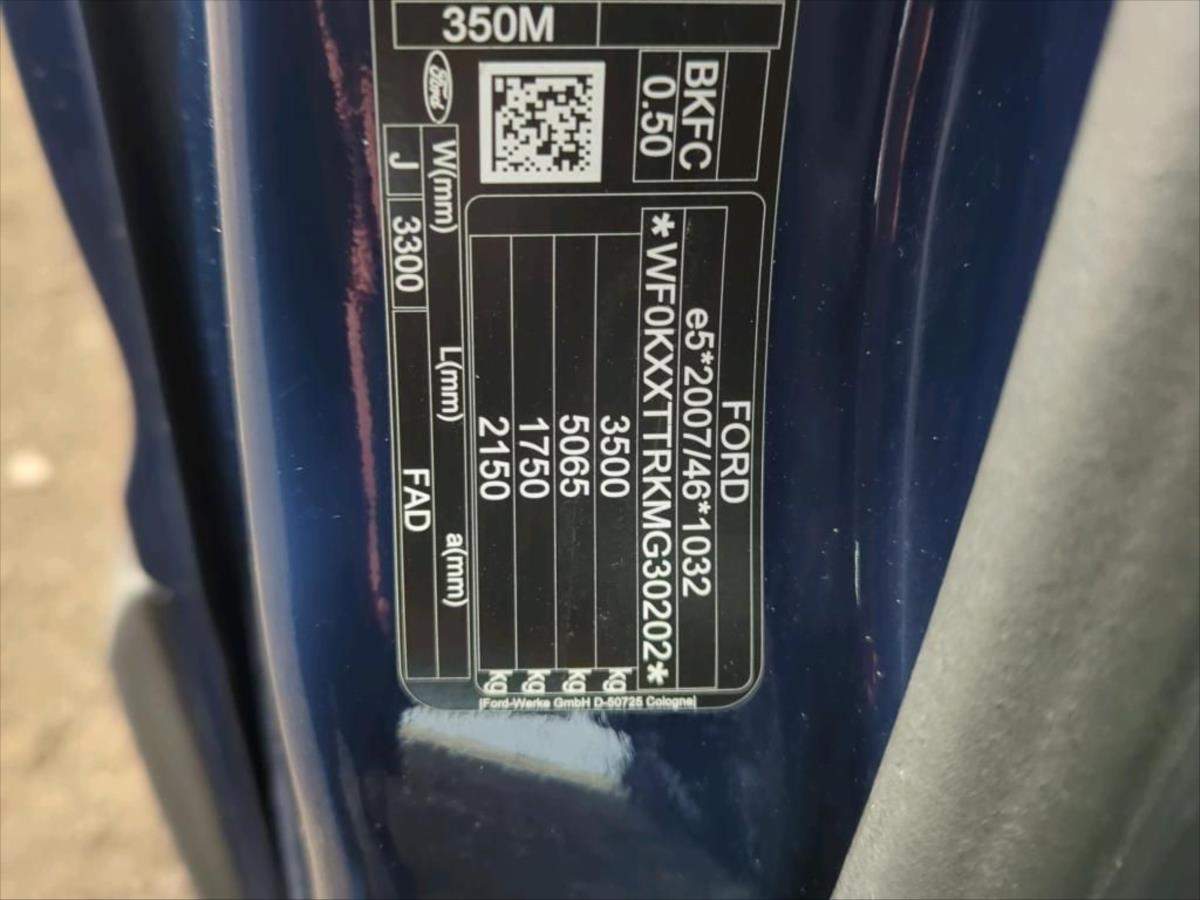 FORD
e5*2007/46*1032
*WF0KXXTTRKMG30202*
3500 kg
5065 kg
1750 kg
2150 kg
BKFC
0.50
350M
Ford
W(mm) L(mm) a(mm)
J 3300 FAD
Ford-Werke GmbH D-50725 Cologne